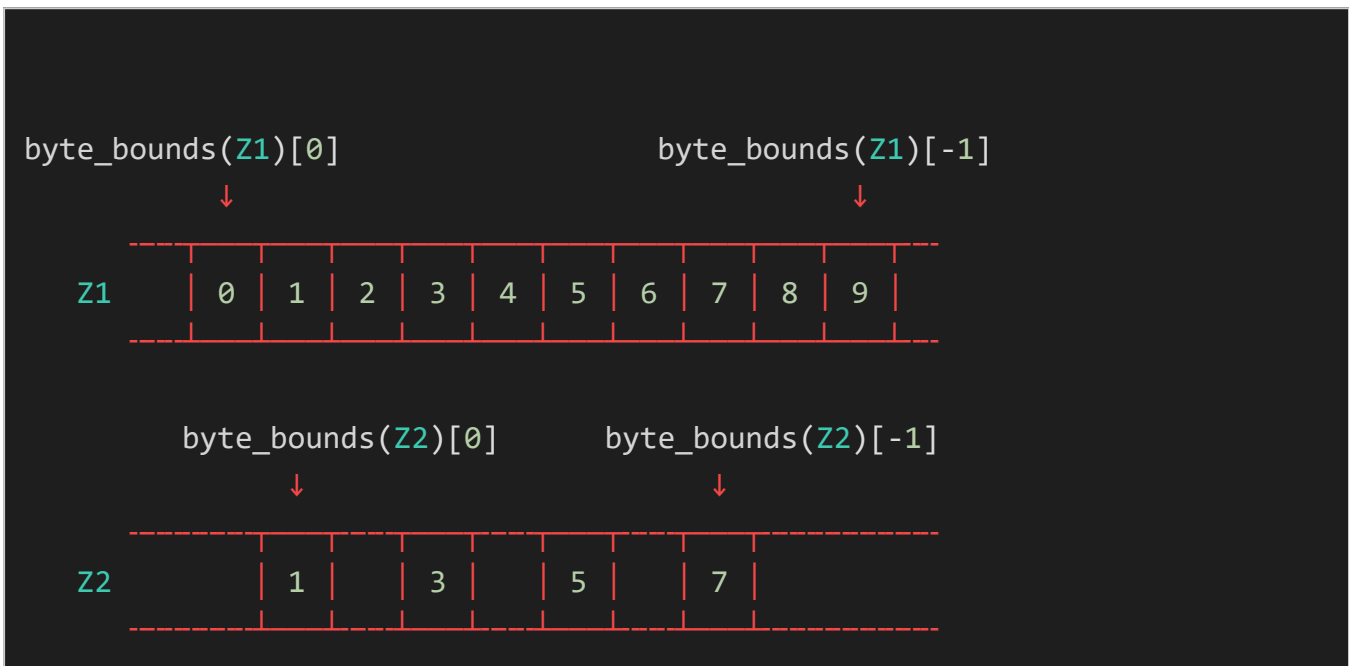 byte_bounds(Z1)[0] byte_bounds(Z1)[-1]
↓ ↓
Z1 │ 0 │ 1 │ 2 │ 3 │ 4 │ 5 │ 6 │ 7 │ 8 │ 9 │
byte_bounds(Z2)[0] byte_bounds(Z2)[-1]
↓ ↓
Z2 │ 1 │ │ 3 │ │ 5 │ │ 7 │